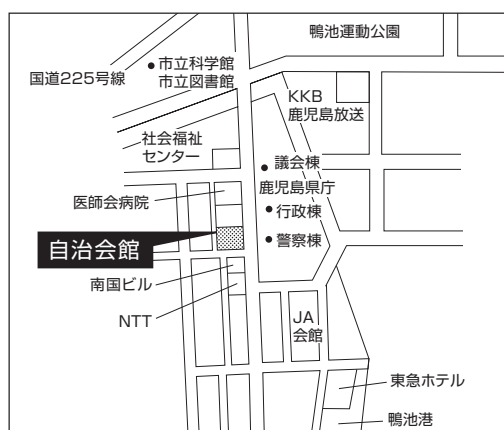 鴨池運動公園
市立科学館
市立図書館
国道225号線
KKB
鹿児島放送
社会福祉
センター
議会棟
鹿児島県庁
医師会病院
行政棟
自治会館
警察棟
南国ビル
NTT
JA
会館
東急ホテル
鴨池港